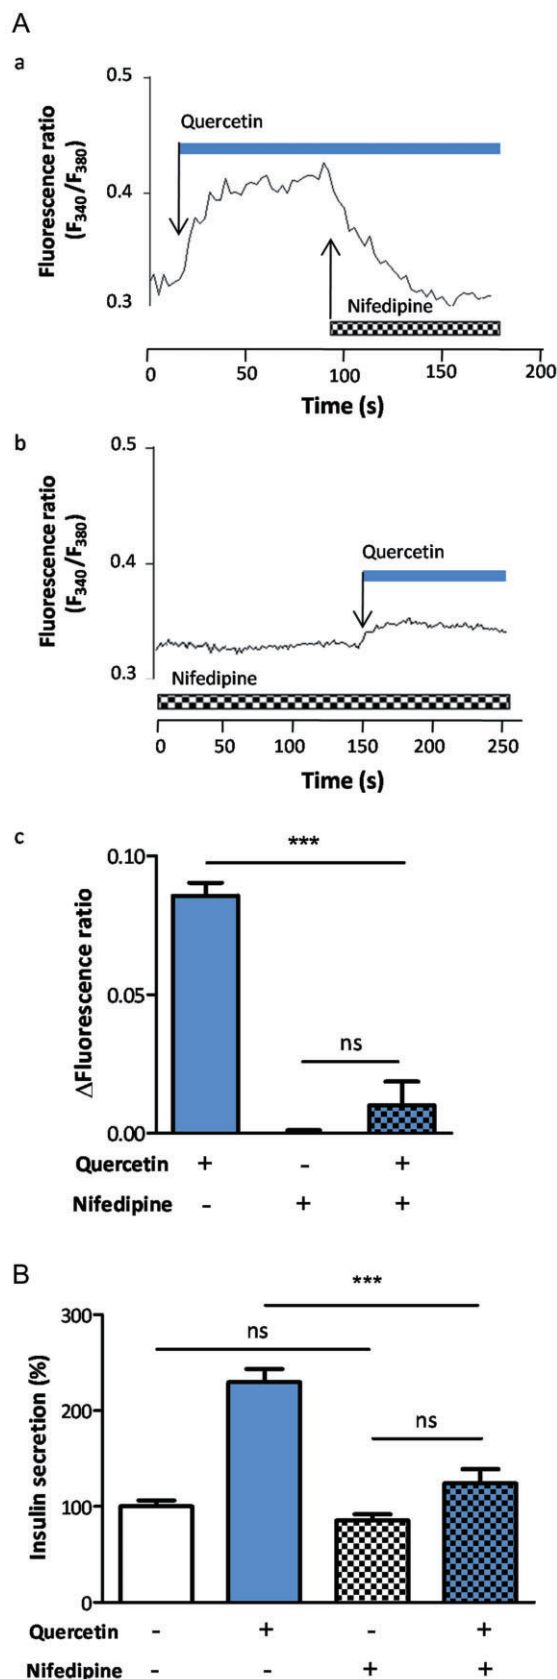 A
a
0.5
Quercetin
0.4
Fluorescence ratio
(F340/F380)
0.3
Nifedipine
0 50 100 150 200
Time (s)
b
0.5
Quercetin
0.4
Fluorescence ratio
(F340/F380)
0.3
Nifedipine
0 50 100 150 200 250
Time (s)
c
0.10
***
ΔFluorescence ratio
0.05
ns
0.00
Quercetin + - +
Nifedipine - + +
B
***
300
ns
Insulin secretion (%)
200
ns
100
0
Quercetin - + - +
Nifedipine - - + +